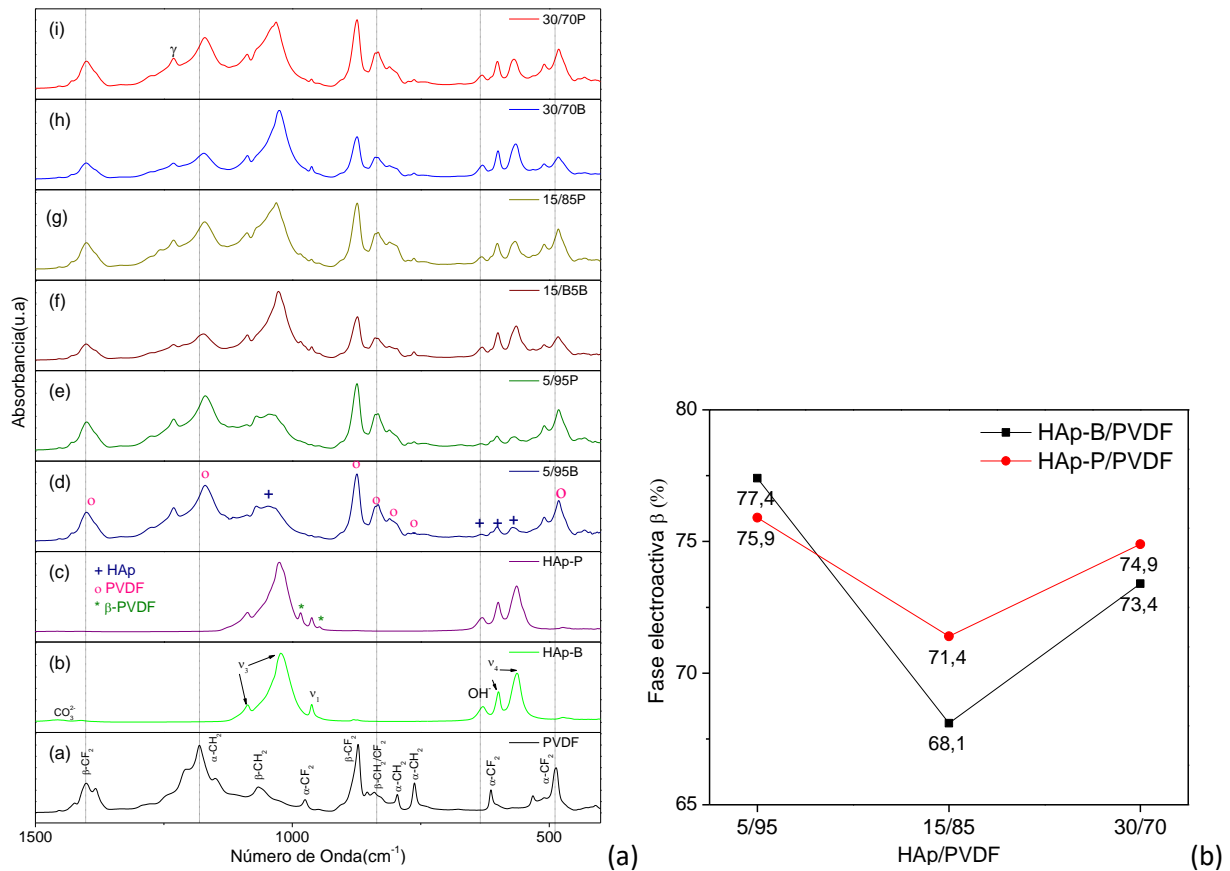 (i)
γ
30/70P
(h)
30/70B
(g)
15/85P
(f)
15/B5B
(e)
5/95P
(d)
5/95B
o
o
+
o
o
o
o
+
+
+
o
(c)
HAp-P
+ HAp
o PVDF
* β-PVDF
*
*
(b)
HAp-B
ν₃
ν₁
ν₄
OH⁻
CO₃²⁻
(a)
PVDF
β-CF₂
α-CH₂
β-CH₂
α-CF₂
β-CF₂
β-CH₂/CF₂
α-CH₂
α-CH₂
α-CF₂
α-CF₂
1500
1000
500
Número de Onda(cm⁻¹)
Absorbancia(u.a)
(a)
80
75
70
65
Fase electroactiva β (%)
HAp-B/PVDF
HAp-P/PVDF
77,4
75,9
74,9
73,4
71,4
68,1
5/95
15/85
30/70
HAp/PVDF
(b)